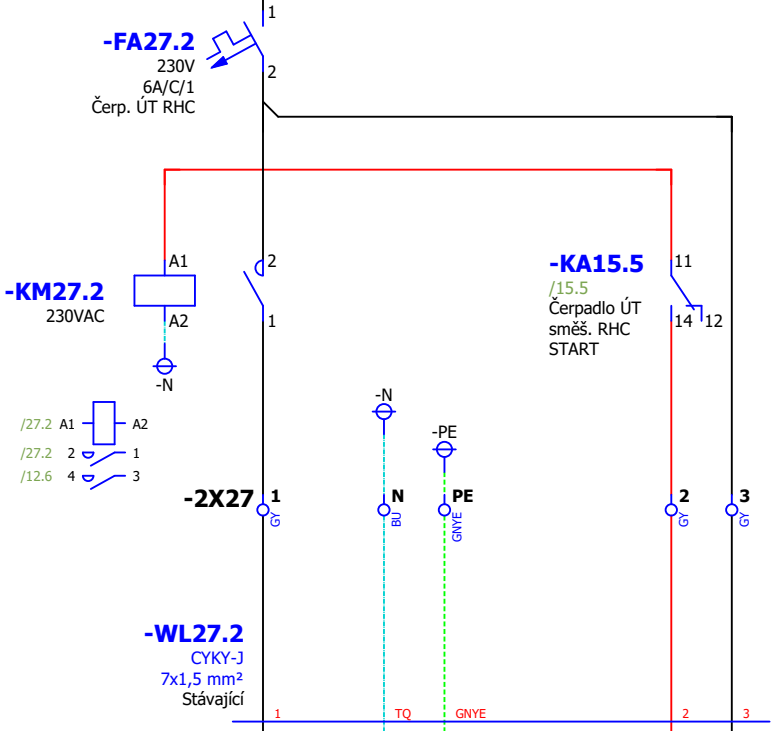 1
-FA27.2
230V
6A/C/1
Čerp. ÚT RHC
2
A1
2
-KM27.2
230VAC
A2
1
-N
-KA15.5
/15.5
Čerpadlo ÚT
směš. RHC
START
11
14
12
/27.2 A1 A2
/27.2 2 1
/12.6 4 3
-N
-PE
-2X27
1
GY
N
BU
PE
GNYE
2
GY
3
GY
-WL27.2
CYKY-J
7x1,5 mm²
Stávající
1 TQ GNYE 2 3